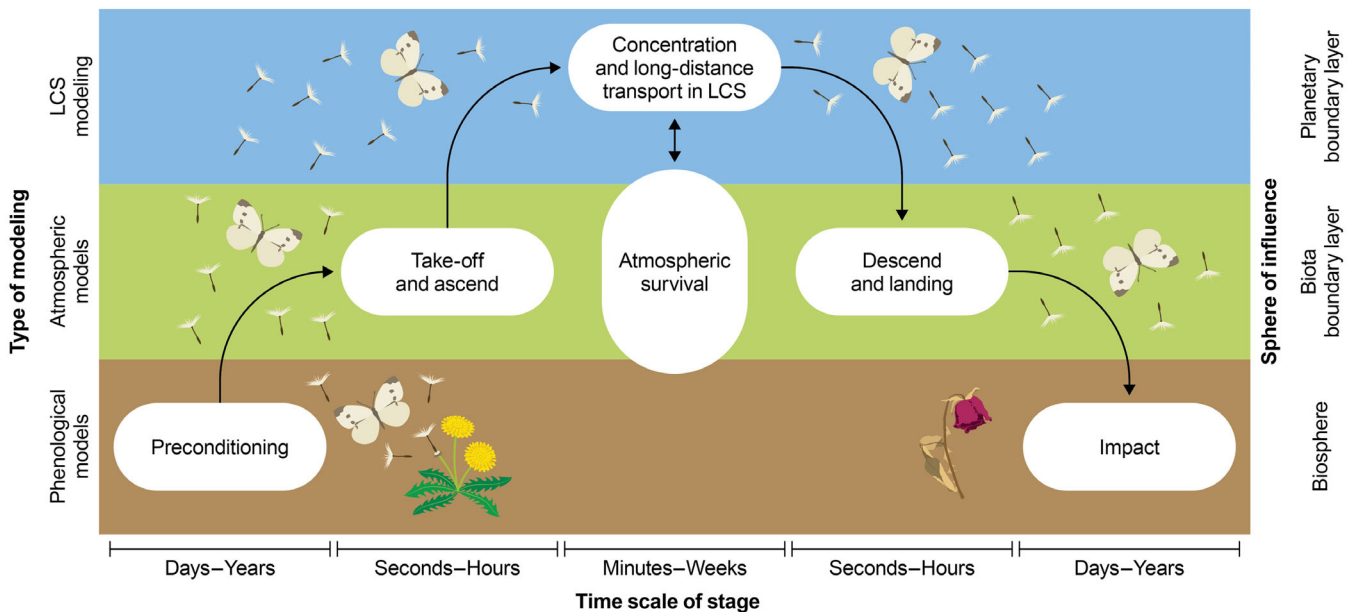 Type of modeling
LCS
modeling
Atmospheric
models
Phenological
models
Concentration
and long-distance
transport in LCS
Take-off
and ascend
Atmospheric
survival
Descend
and landing
Preconditioning
Impact
Planetary
boundary layer
Biota
boundary layer
Biosphere
Sphere of influence
Days–Years
Seconds–Hours
Minutes–Weeks
Seconds–Hours
Days–Years
Time scale of stage